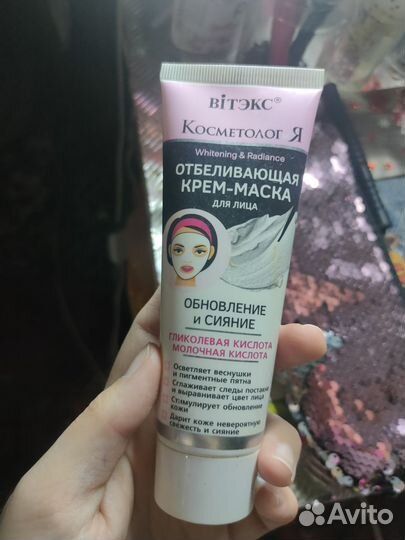 ВІТЭКС®
КОСМЕТОЛОГ Я
Whitening & Radiance
ОТБЕЛИВАЮЩАЯ
КРЕМ-МАСКА
ДЛЯ ЛИЦА
ОБНОВЛЕНИЕ
и СИЯНИЕ
ГЛИКОЛЕВАЯ КИСЛОТА
МОЛОЧНАЯ КИСЛОТА
Осветляет веснушки
и пигментные пятна
Сглаживает следы постакне
и выравнивает цвет лица
Стимулирует обновление
кожи
Дарит коже невероятную
свежесть и сияние
Avito